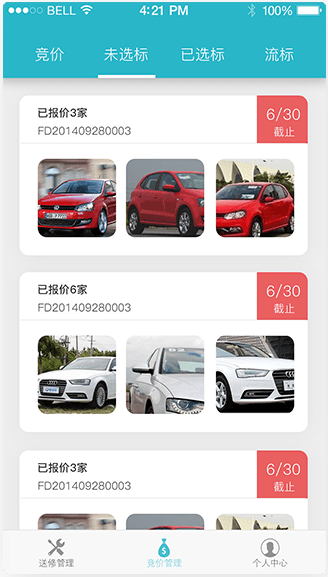 BELL 4:21 PM 100%
竞价 未选标 已选标 流标
已报价3家
FD201409280003
6/30
截止
已报价6家
FD201409280003
6/30
截止
已报价3家
FD201409280003
6/30
截止
送修管理 竞价管理 个人中心